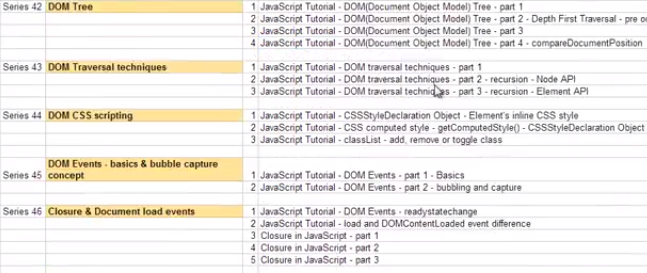 Series 42 DOM Tree 1 JavaScript Tutorial - DOM(Document Object Model) Tree - part 1
2 JavaScript Tutorial - DOM(Document Object Model) Tree - part 2 - Depth First Traversal - pre
3 JavaScript Tutorial - DOM(Document Object Model) Tree - part 3
4 JavaScript Tutorial - DOM(Document Object Model) Tree - part 4 - compareDocumentPosition
Series 43 DOM Traversal techniques 1 JavaScript Tutorial - DOM traversal techniques - part 1
2 JavaScript Tutorial - DOM traversal techniques - part 2 - recursion - Node API
3 JavaScript Tutorial - DOM traversal techniques - part 3 - recursion - Element API
Series 44 DOM CSS scripting 1 JavaScript Tutorial - CSSStyleDeclaration Object - Element's inline CSS style
2 JavaScript Tutorial - CSS computed style - getComputedStyle() - CSSStyleDeclaration Object
3 JavaScript Tutorial - classList - add, remove or toggle class
DOM Events - basics & bubble capture
Series 45 concept 1 JavaScript Tutorial - DOM Events - part 1 - Basics
2 JavaScript Tutorial - DOM Events - part 2 - bubbling and capture
Series 46 Closure & Document load events 1 JavaScript Tutorial - DOM Events - readystatechange
2 JavaScript Tutorial - load and DOMContentLoaded event difference
3 Closure in JavaScript - part 1
4 Closure in JavaScript - part 2
5 Closure in JavaScript - part 3